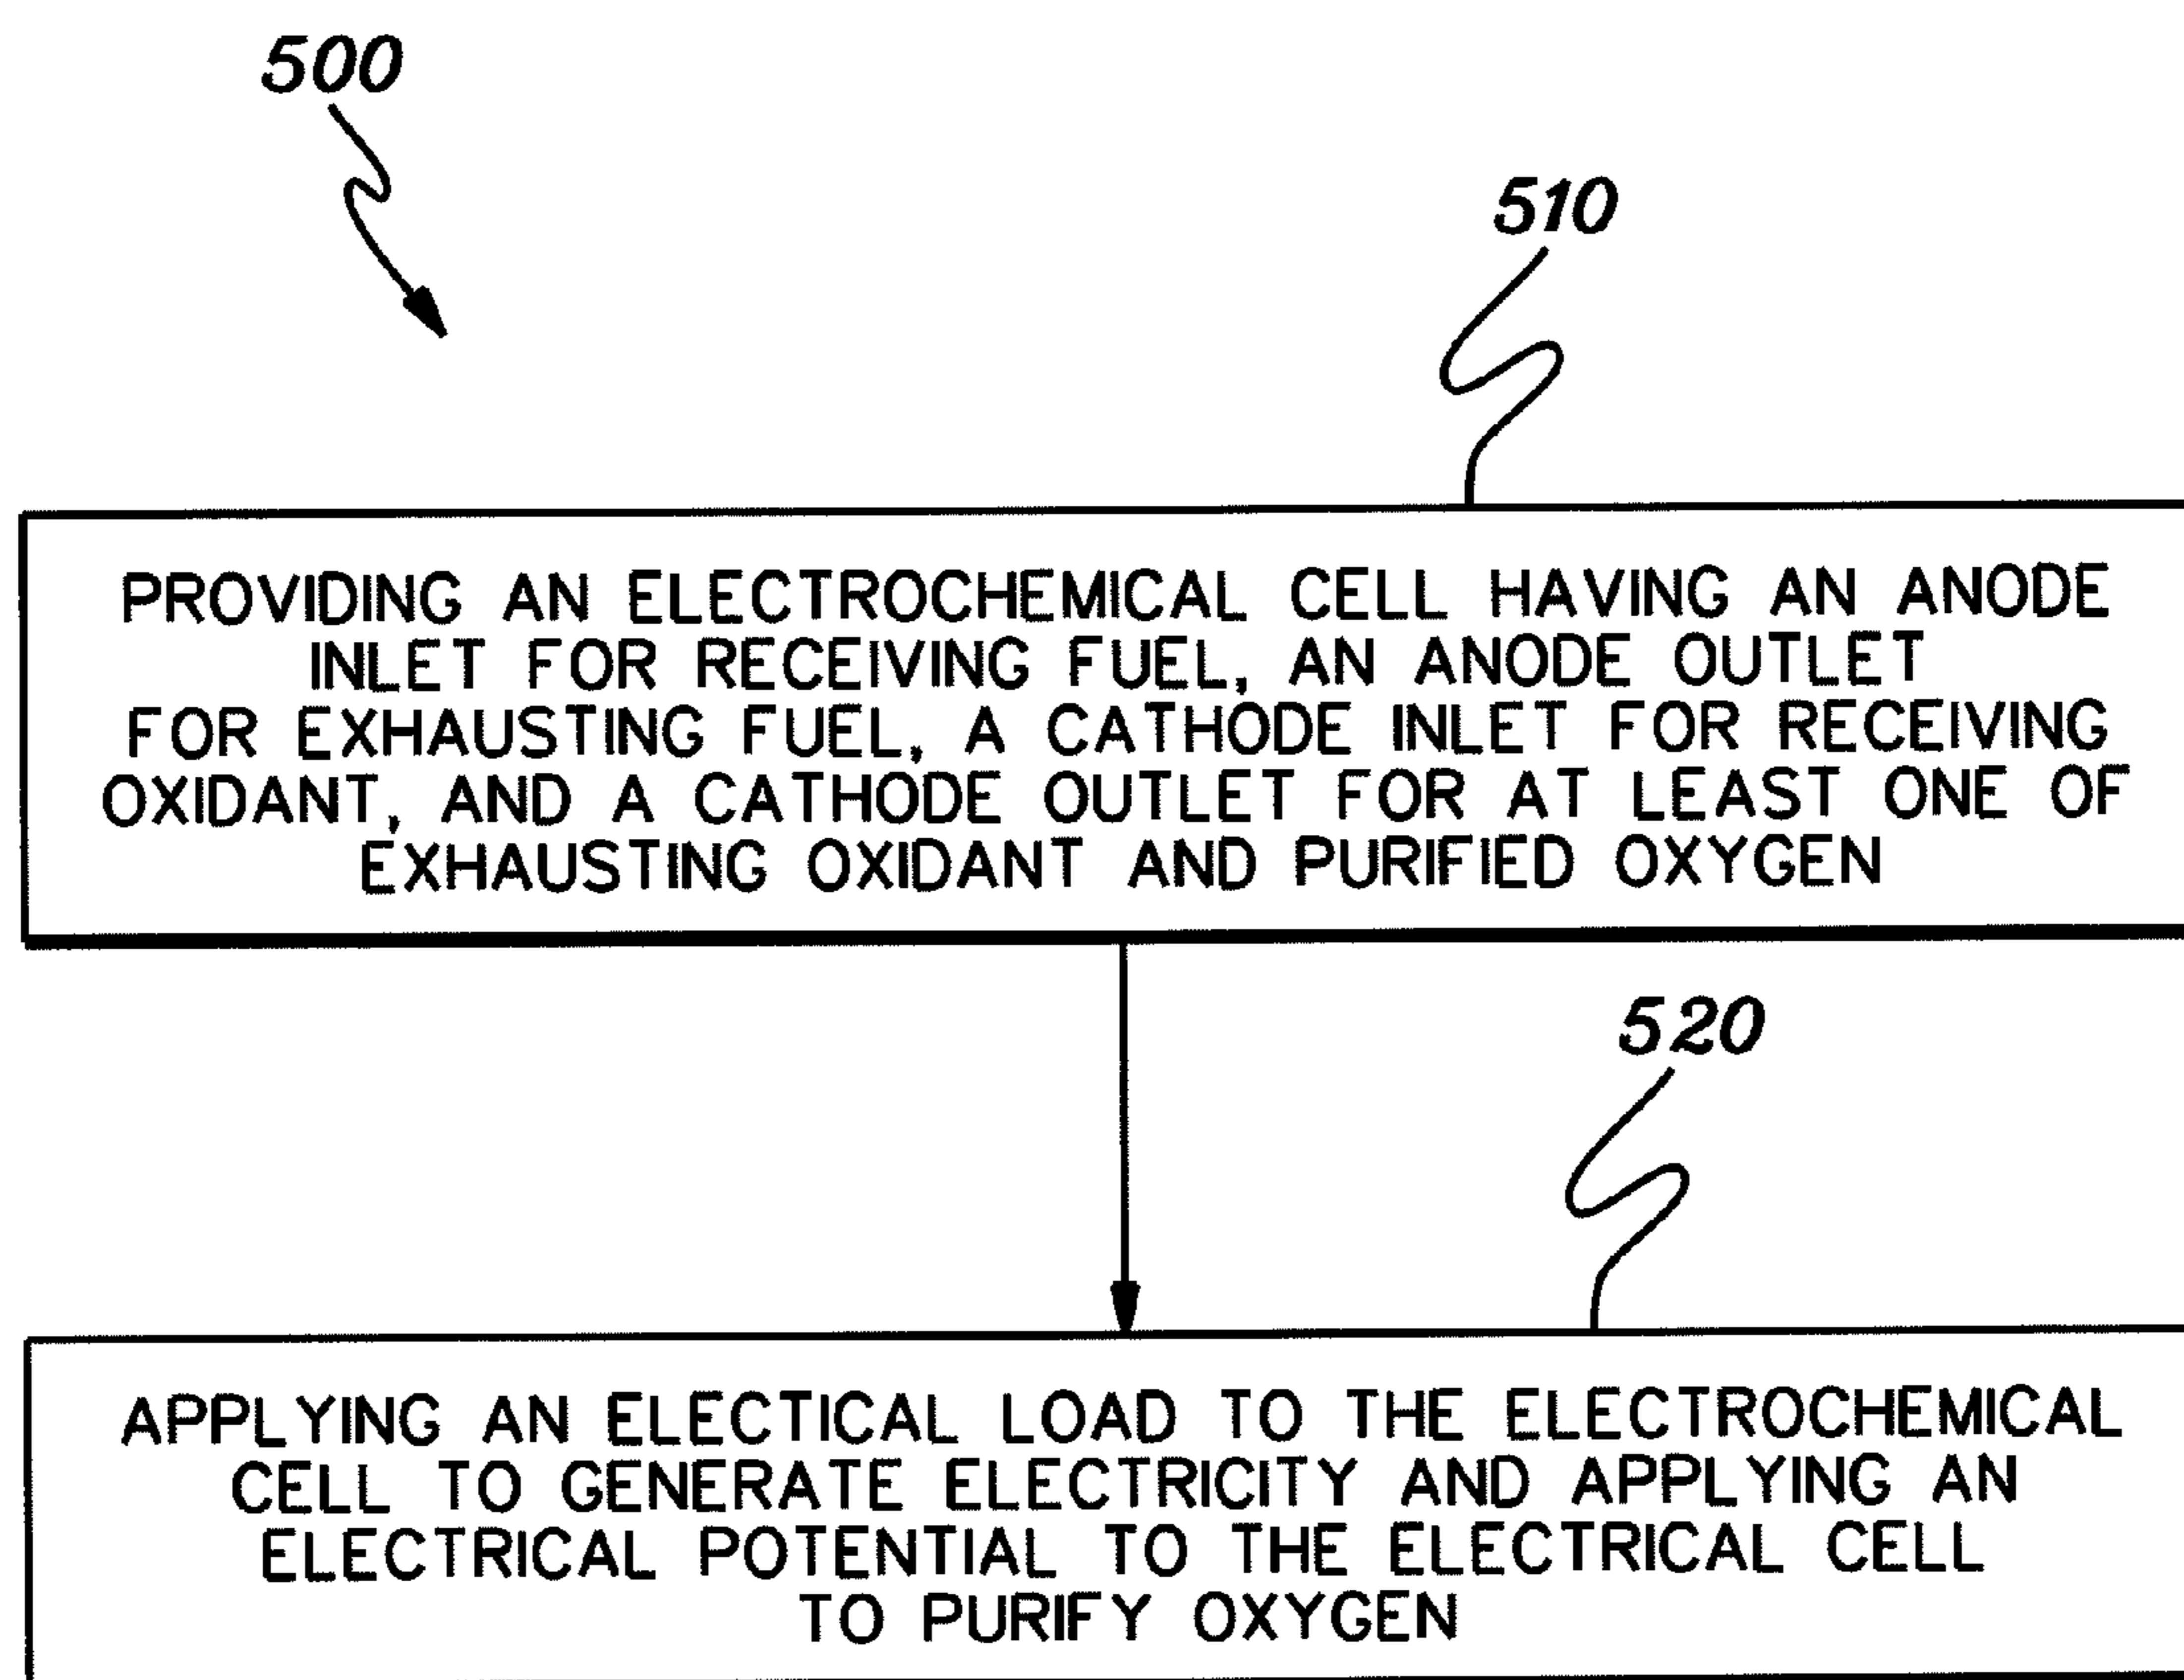 500
510
PROVIDING AN ELECTROCHEMICAL CELL HAVING AN ANODE
INLET FOR RECEIVING FUEL, AN ANODE OUTLET
FOR EXHAUSTING FUEL, A CATHODE INLET FOR RECEIVING
OXIDANT, AND A CATHODE OUTLET FOR AT LEAST ONE OF
EXHAUSTING OXIDANT AND PURIFIED OXYGEN
520
APPLYING AN ELECTICAL LOAD TO THE ELECTROCHEMICAL
CELL TO GENERATE ELECTRICITY AND APPLYING AN
ELECTRICAL POTENTIAL TO THE ELECTRICAL CELL
TO PURIFY OXYGEN